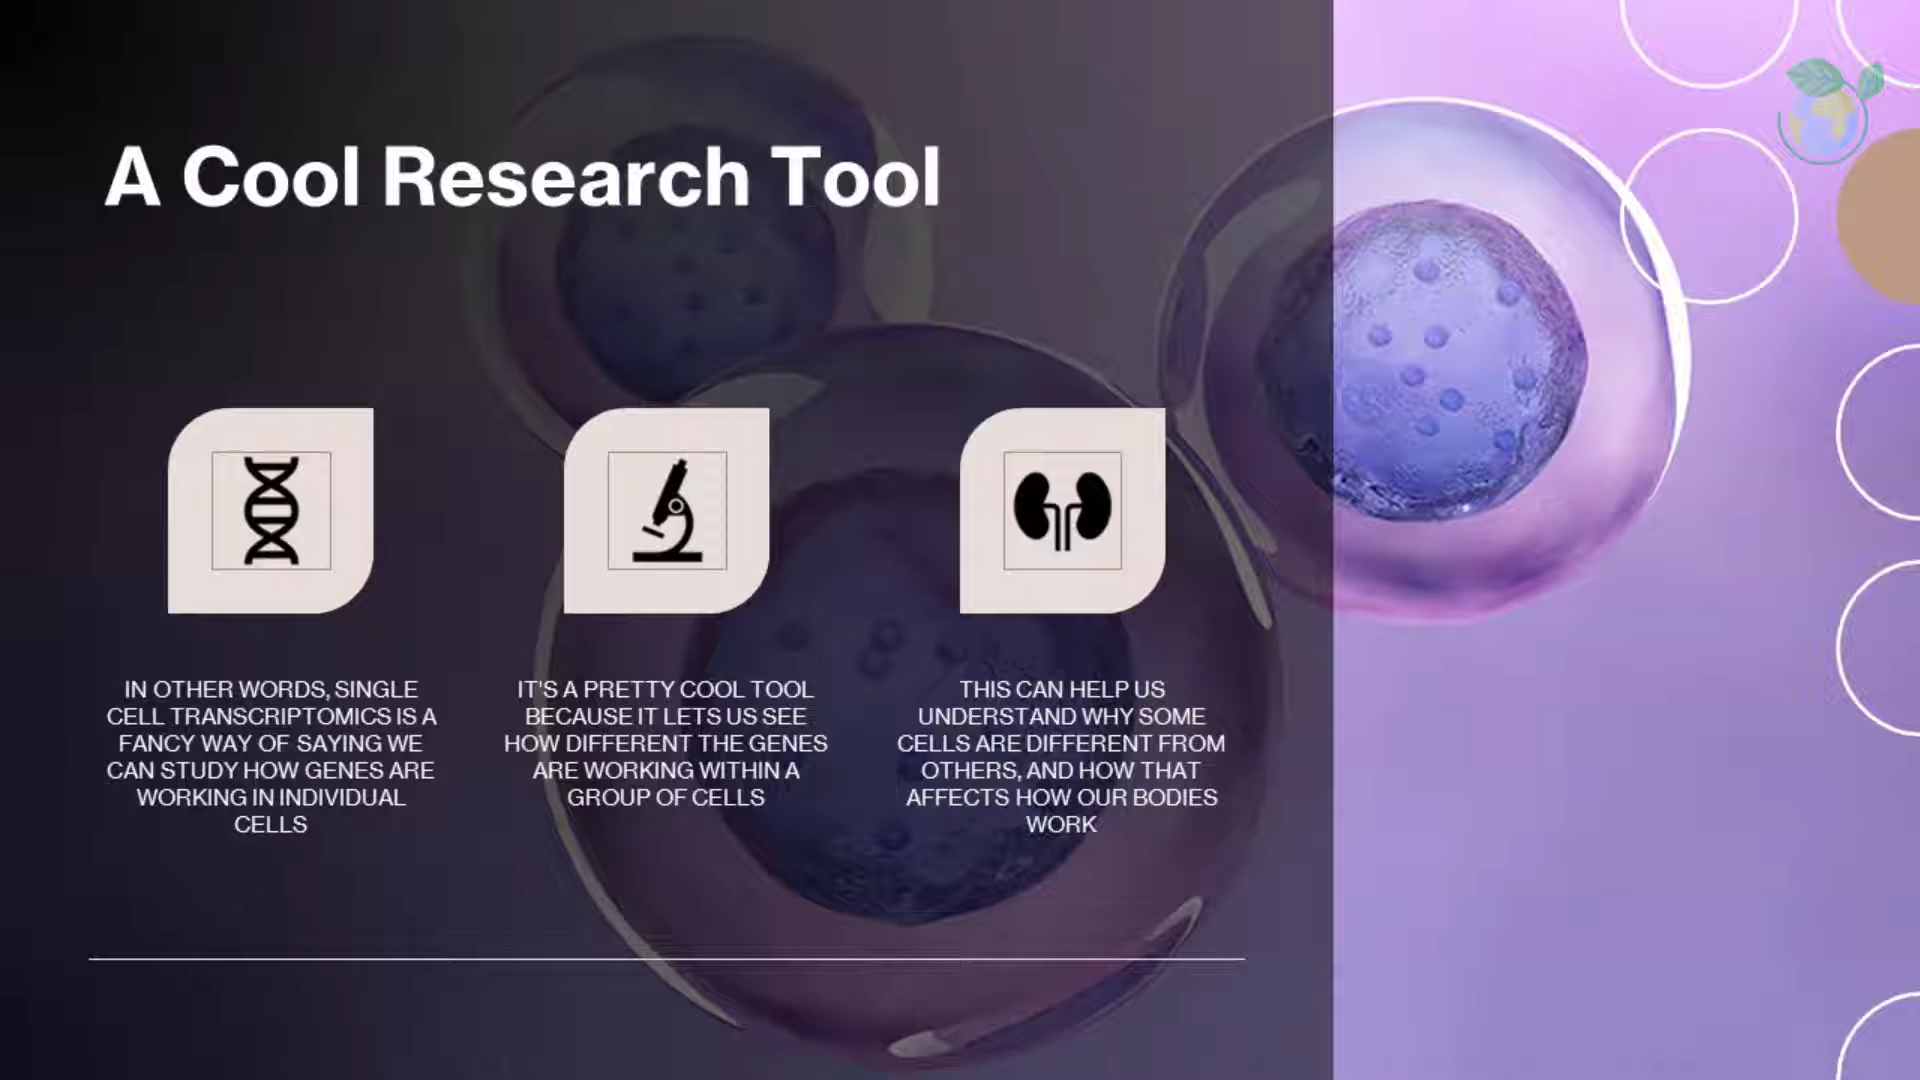 A Cool Research Tool
IN OTHER WORDS, SINGLE
CELL TRANSCRIPTOMICS IS A
FANCY WAY OF SAYING WE
CAN STUDY HOW GENES ARE
WORKING IN INDIVIDUAL
CELLS
IT'S A PRETTY COOL TOOL
BECAUSE IT LETS US SEE
HOW DIFFERENT THE GENES
ARE WORKING WITHIN A
GROUP OF CELLS
THIS CAN HELP US
UNDERSTAND WHY SOME
CELLS ARE DIFFERENT FROM
OTHERS, AND HOW THAT
AFFECTS HOW OUR BODIES
WORK